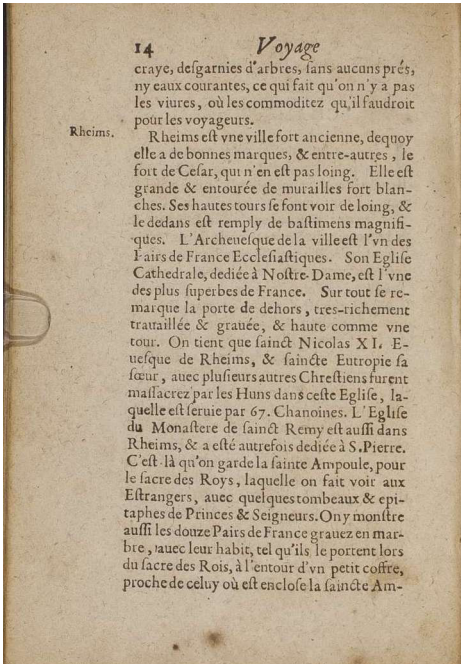 14 Voyage
craye, desgarnies d'arbres, sans aucuns prés,
ny eaux courantes, ce qui fait qu'on n'y a pas
les viures, où les commoditez qu'il faudroit
pour les voyageurs.
Rheims.
Rheims est vne ville fort ancienne, dequoy
elle a de bonnes marques, & entre-autres, le
fort de Cesar, qui n'en est pas loing. Elle est
grande & entourée de murailles fort blan-
ches. Ses hautes tours se font voir de loing, &
le dedans est remply de bastimens magnifi-
ques. L'Archeuesque de la ville est l'vn des
Pairs de France Ecclesiastiques. Son Eglise
Cathedrale, dediée à Nostre-Dame, est l'vne
des plus superbes de France. Sur tout se re-
marque la porte de dehors, tres-richement
trauaillée & grauée, & haute comme vne
tour. On tient que sainct Nicolas XI. E-
uesque de Rheims, & saincte Eutropie sa
sœur, auec plusieurs autres Chrestiens furent
massacrez par les Huns dans ceste Eglise, la-
quelle est seruie par 67. Chanoines. L'Eglise
du Monastere de sainct Remy est aussi dans
Rheims, & a esté autrefois dediée à S. Pierre.
C'est-là qu'on garde la sainte Ampoule, pour
le sacre des Roys, laquelle on fait voir aux
Estrangers, auec quelques tombeaux & epi-
taphes de Princes & Seigneurs. On y monstre
aussi les douze Pairs de France grauez en mar-
bre, auec leur habit, tel qu'ils le portent lors
du sacre des Rois, à l'entour d'vn petit coffre,
proche de celuy où est enclose la saincte Am-